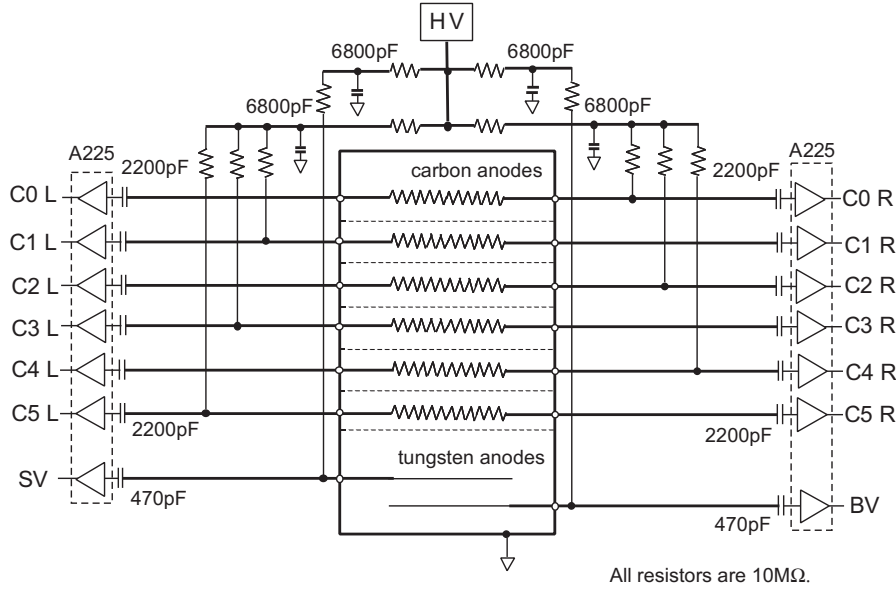 HV
6800pF 6800pF
6800pF 6800pF
A225 2200pF carbon anodes 2200pF A225
C0 L C0 R
C1 L C1 R
C2 L C2 R
C3 L C3 R
C4 L C4 R
C5 L C5 R
2200pF 2200pF
tungsten anodes
SV
470pF BV
470pF
All resistors are 10MΩ.